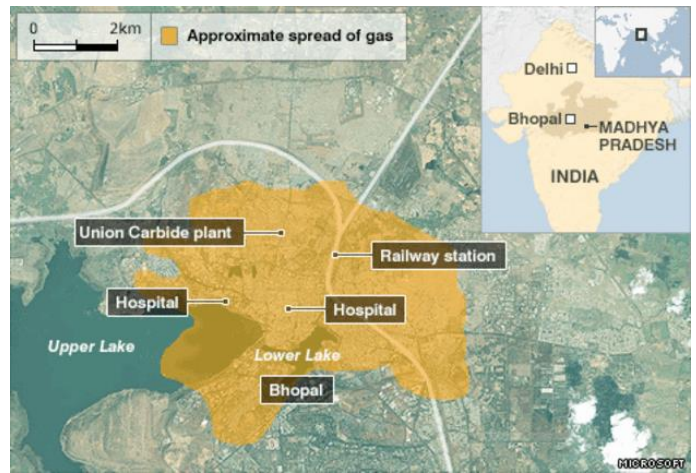 0 2km
Approximate spread of gas
Delhi
Bhopal
MADHYA
PRADESH
INDIA
Union Carbide plant
Railway station
Hospital
Hospital
Upper Lake
Lower Lake
Bhopal
MICROSOFT